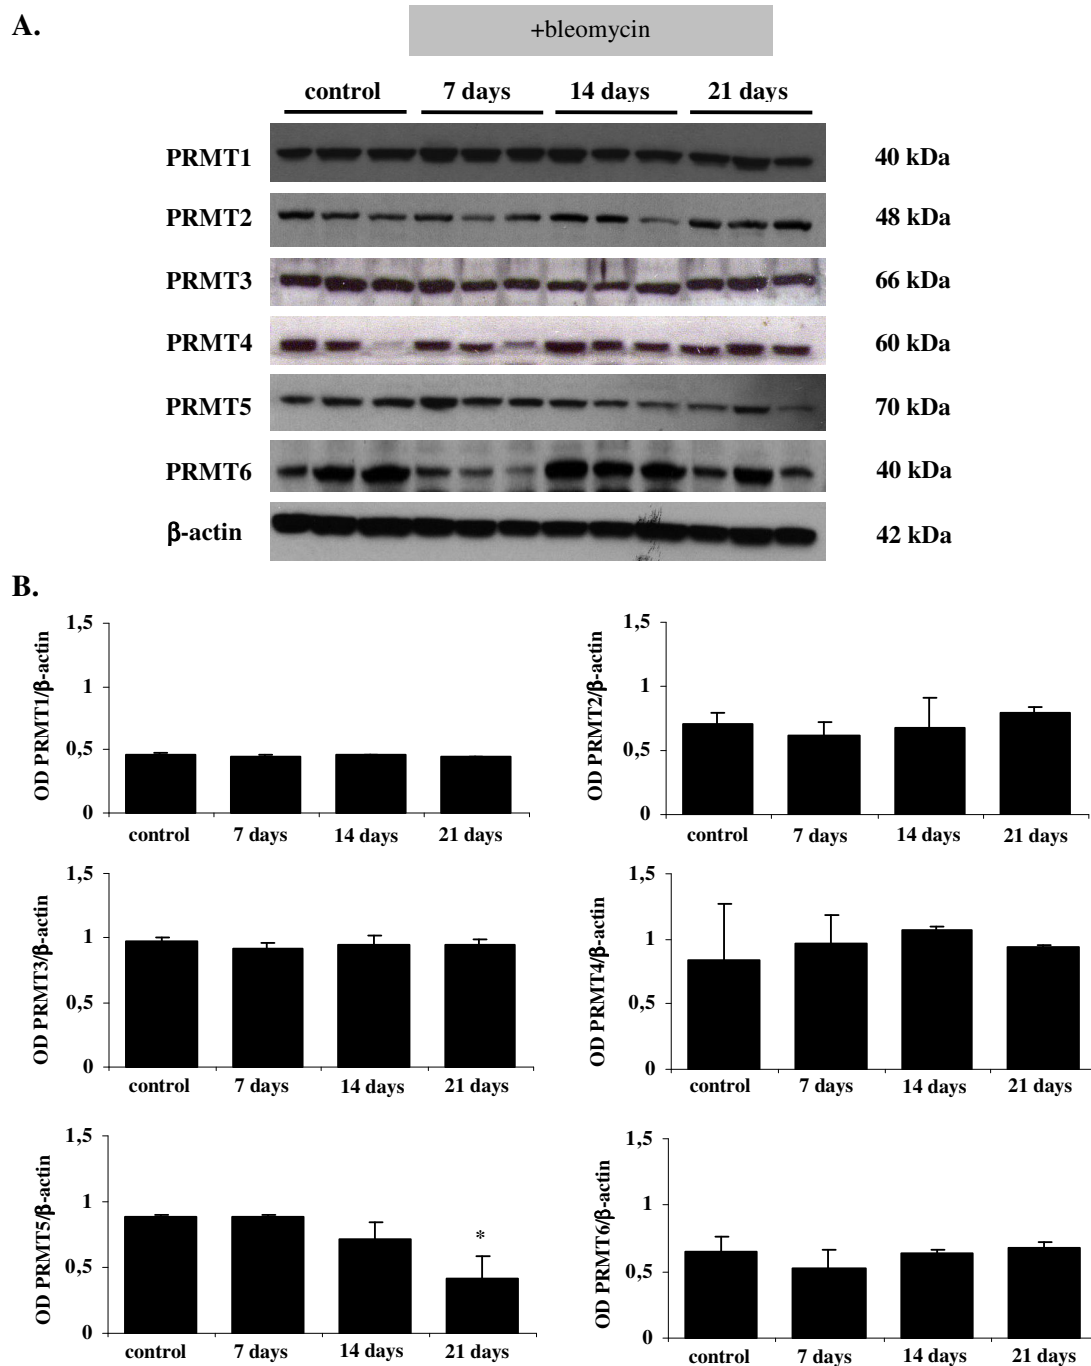 A.
+bleomycin
control 7 days 14 days 21 days
PRMT1 40 kDa
PRMT2 48 kDa
PRMT3 66 kDa
PRMT4 60 kDa
PRMT5 70 kDa
PRMT6 40 kDa
β-actin 42 kDa
B.
OD PRMT1/β-actin
1,5
1
0,5
0
control 7 days 14 days 21 days
OD PRMT2/β-actin
1,5
1
0,5
0
control 7 days 14 days 21 days
OD PRMT3/β-actin
1,5
1
0,5
0
control 7 days 14 days 21 days
OD PRMT4/β-actin
1,5
1
0,5
0
control 7 days 14 days 21 days
OD PRMT5/β-actin
1,5
1
0,5
0
*
control 7 days 14 days 21 days
OD PRMT6/β-actin
1,5
1
0,5
0
control 7 days 14 days 21 days